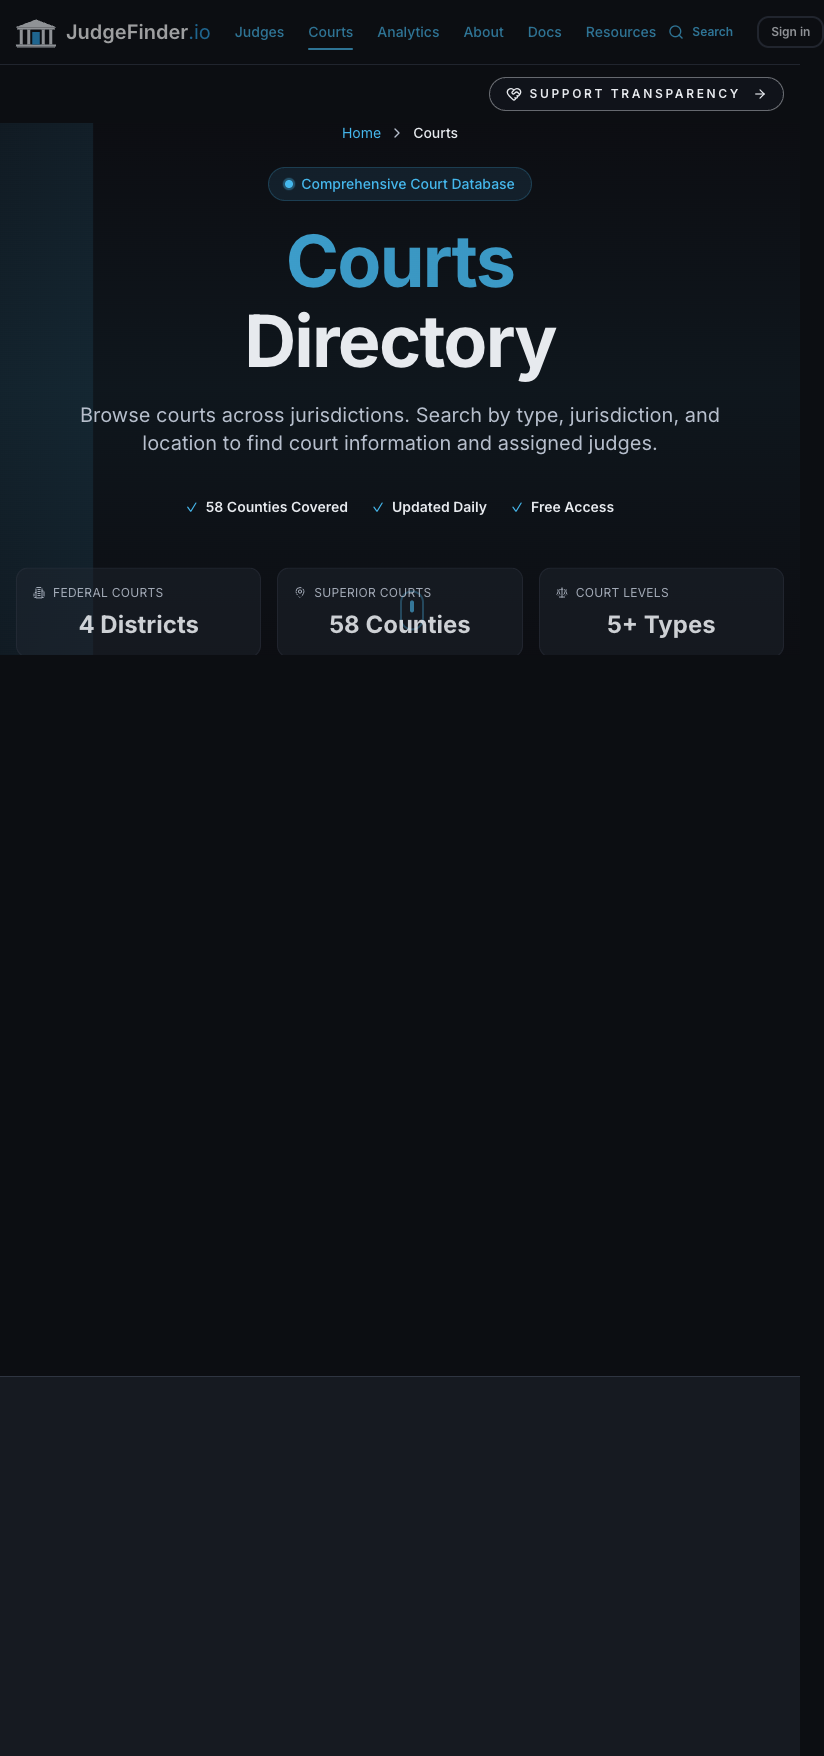 JudgeFinder.io Judges Courts Analytics About Docs Resources Search Sign in
SUPPORT TRANSPARENCY
Home Courts
Comprehensive Court Database
Courts
Directory
Browse courts across jurisdictions. Search by type, jurisdiction, and
location to find court information and assigned judges.
58 Counties Covered Updated Daily Free Access
FEDERAL COURTS
4 Districts
SUPERIOR COURTS
58 Counties
COURT LEVELS
5+ Types